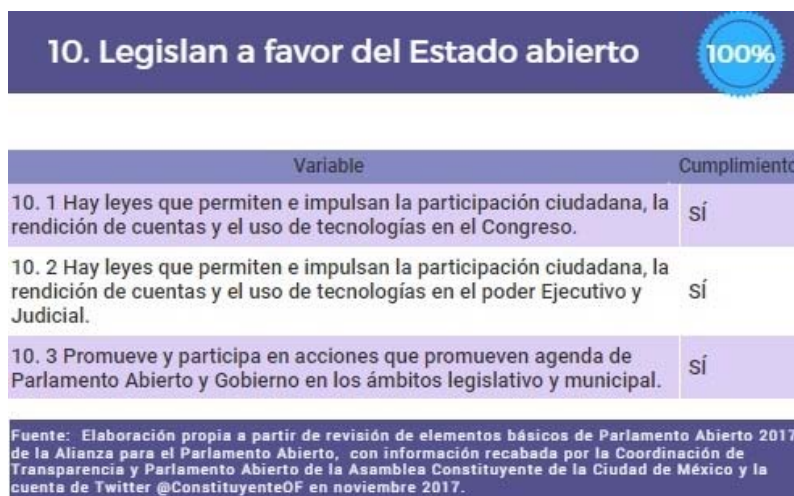 10. Legislan a favor del Estado abierto
100%
Variable Cumplimiento
10. 1 Hay leyes que permiten e impulsan la participación ciudadana, la
rendición de cuentas y el uso de tecnologías en el Congreso.
SÍ
10. 2 Hay leyes que permiten e impulsan la participación ciudadana, la
rendición de cuentas y el uso de tecnologías en el poder Ejecutivo y
Judicial.
SÍ
10. 3 Promueve y participa en acciones que promueven agenda de
Parlamento Abierto y Gobierno en los ámbitos legislativo y municipal.
SÍ
Fuente: Elaboración propia a partir de revisión de elementos básicos de Parlamento Abierto 2017
de la Alianza para el Parlamento Abierto, con información recabada por la Coordinación de
Transparencia y Parlamento Abierto de la Asamblea Constituyente de la Ciudad de México y la
cuenta de Twitter @ConstituyenteOF en noviembre 2017.